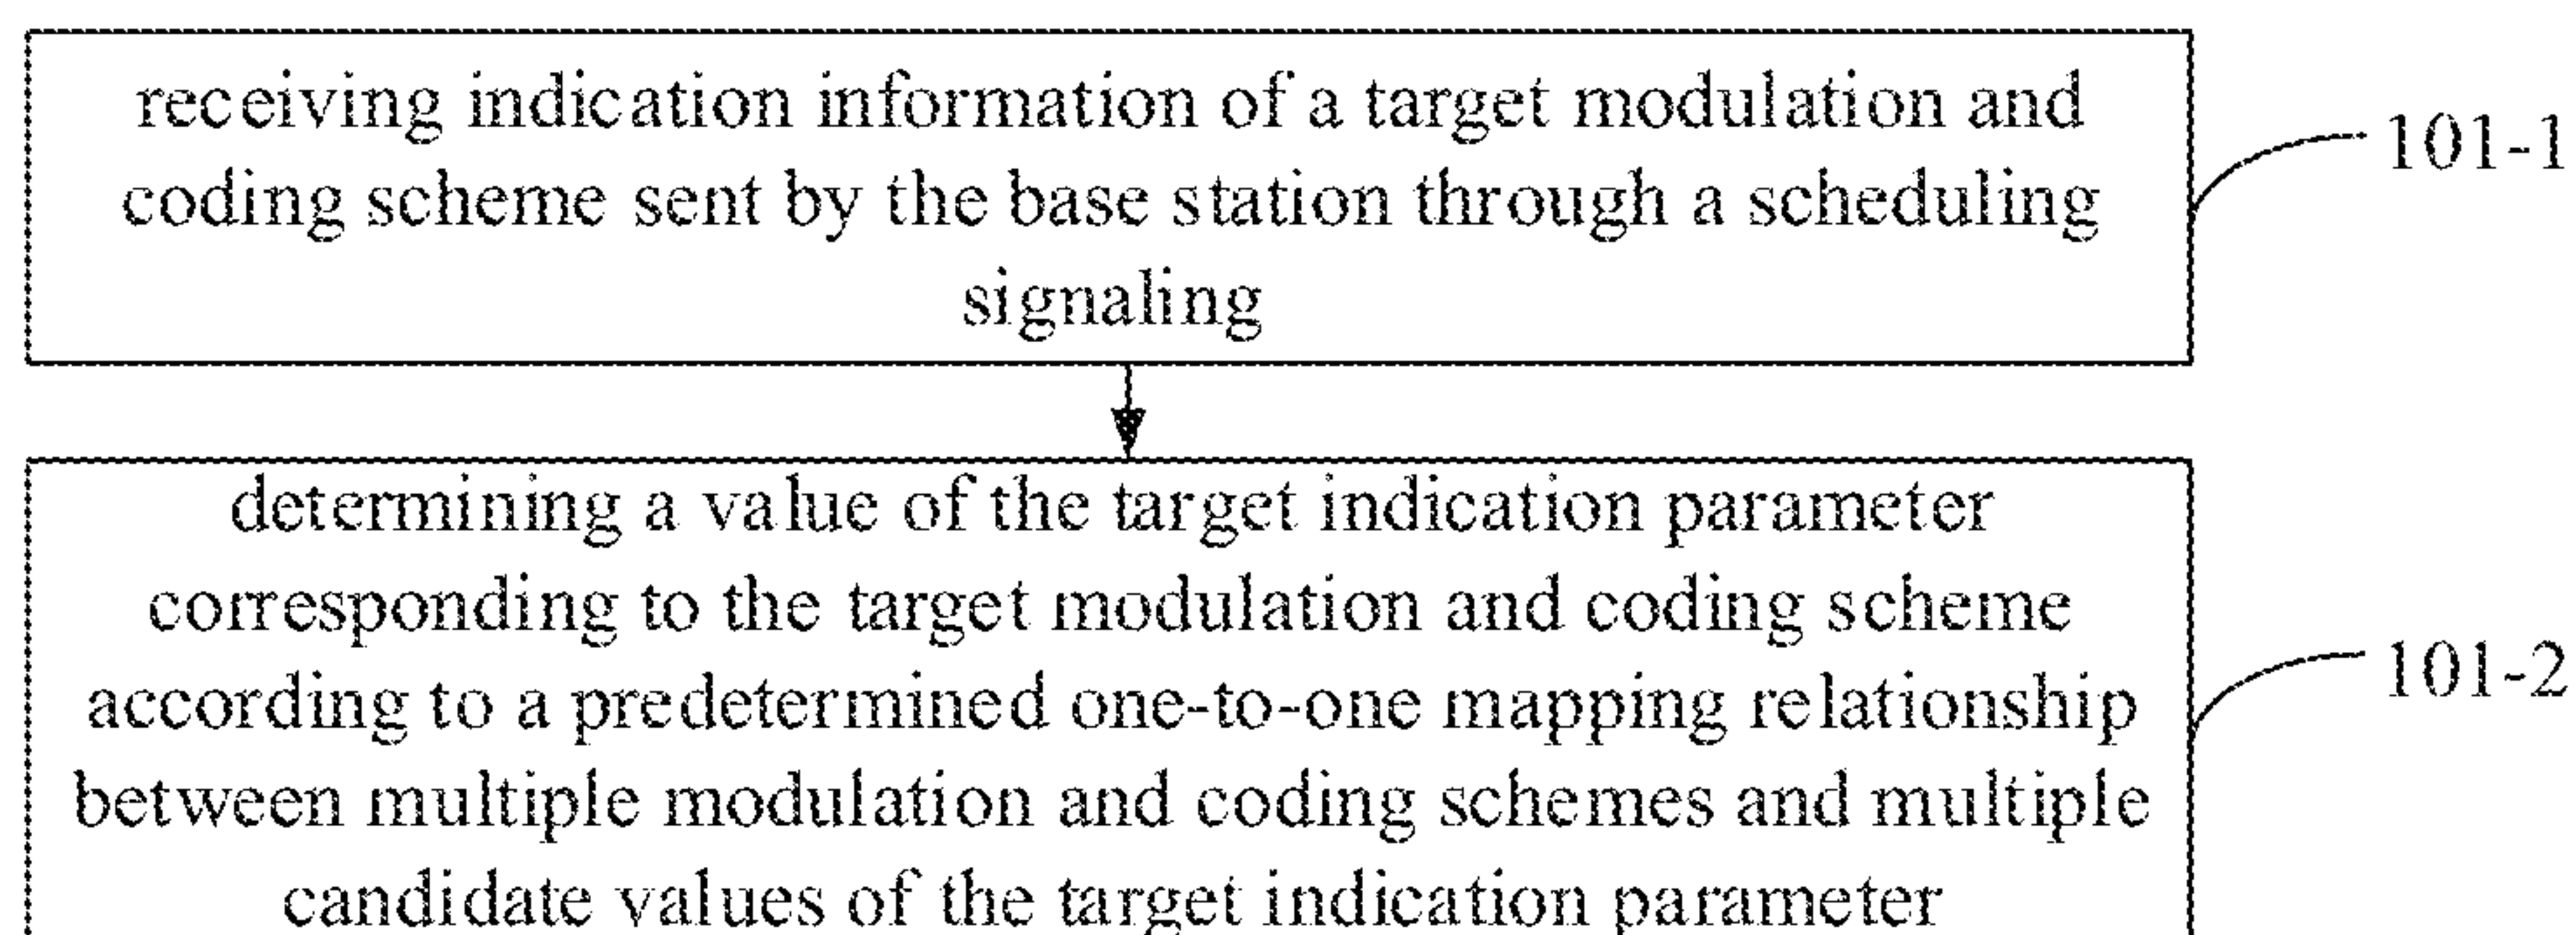 receiving indication information of a target modulation and
coding scheme sent by the base station through a scheduling
signaling
101-1
determining a value of the target indication parameter
corresponding to the target modulation and coding scheme
according to a predetermined one-to-one mapping relationship
between multiple modulation and coding schemes and multiple
candidate values of the target indication parameter
101-2